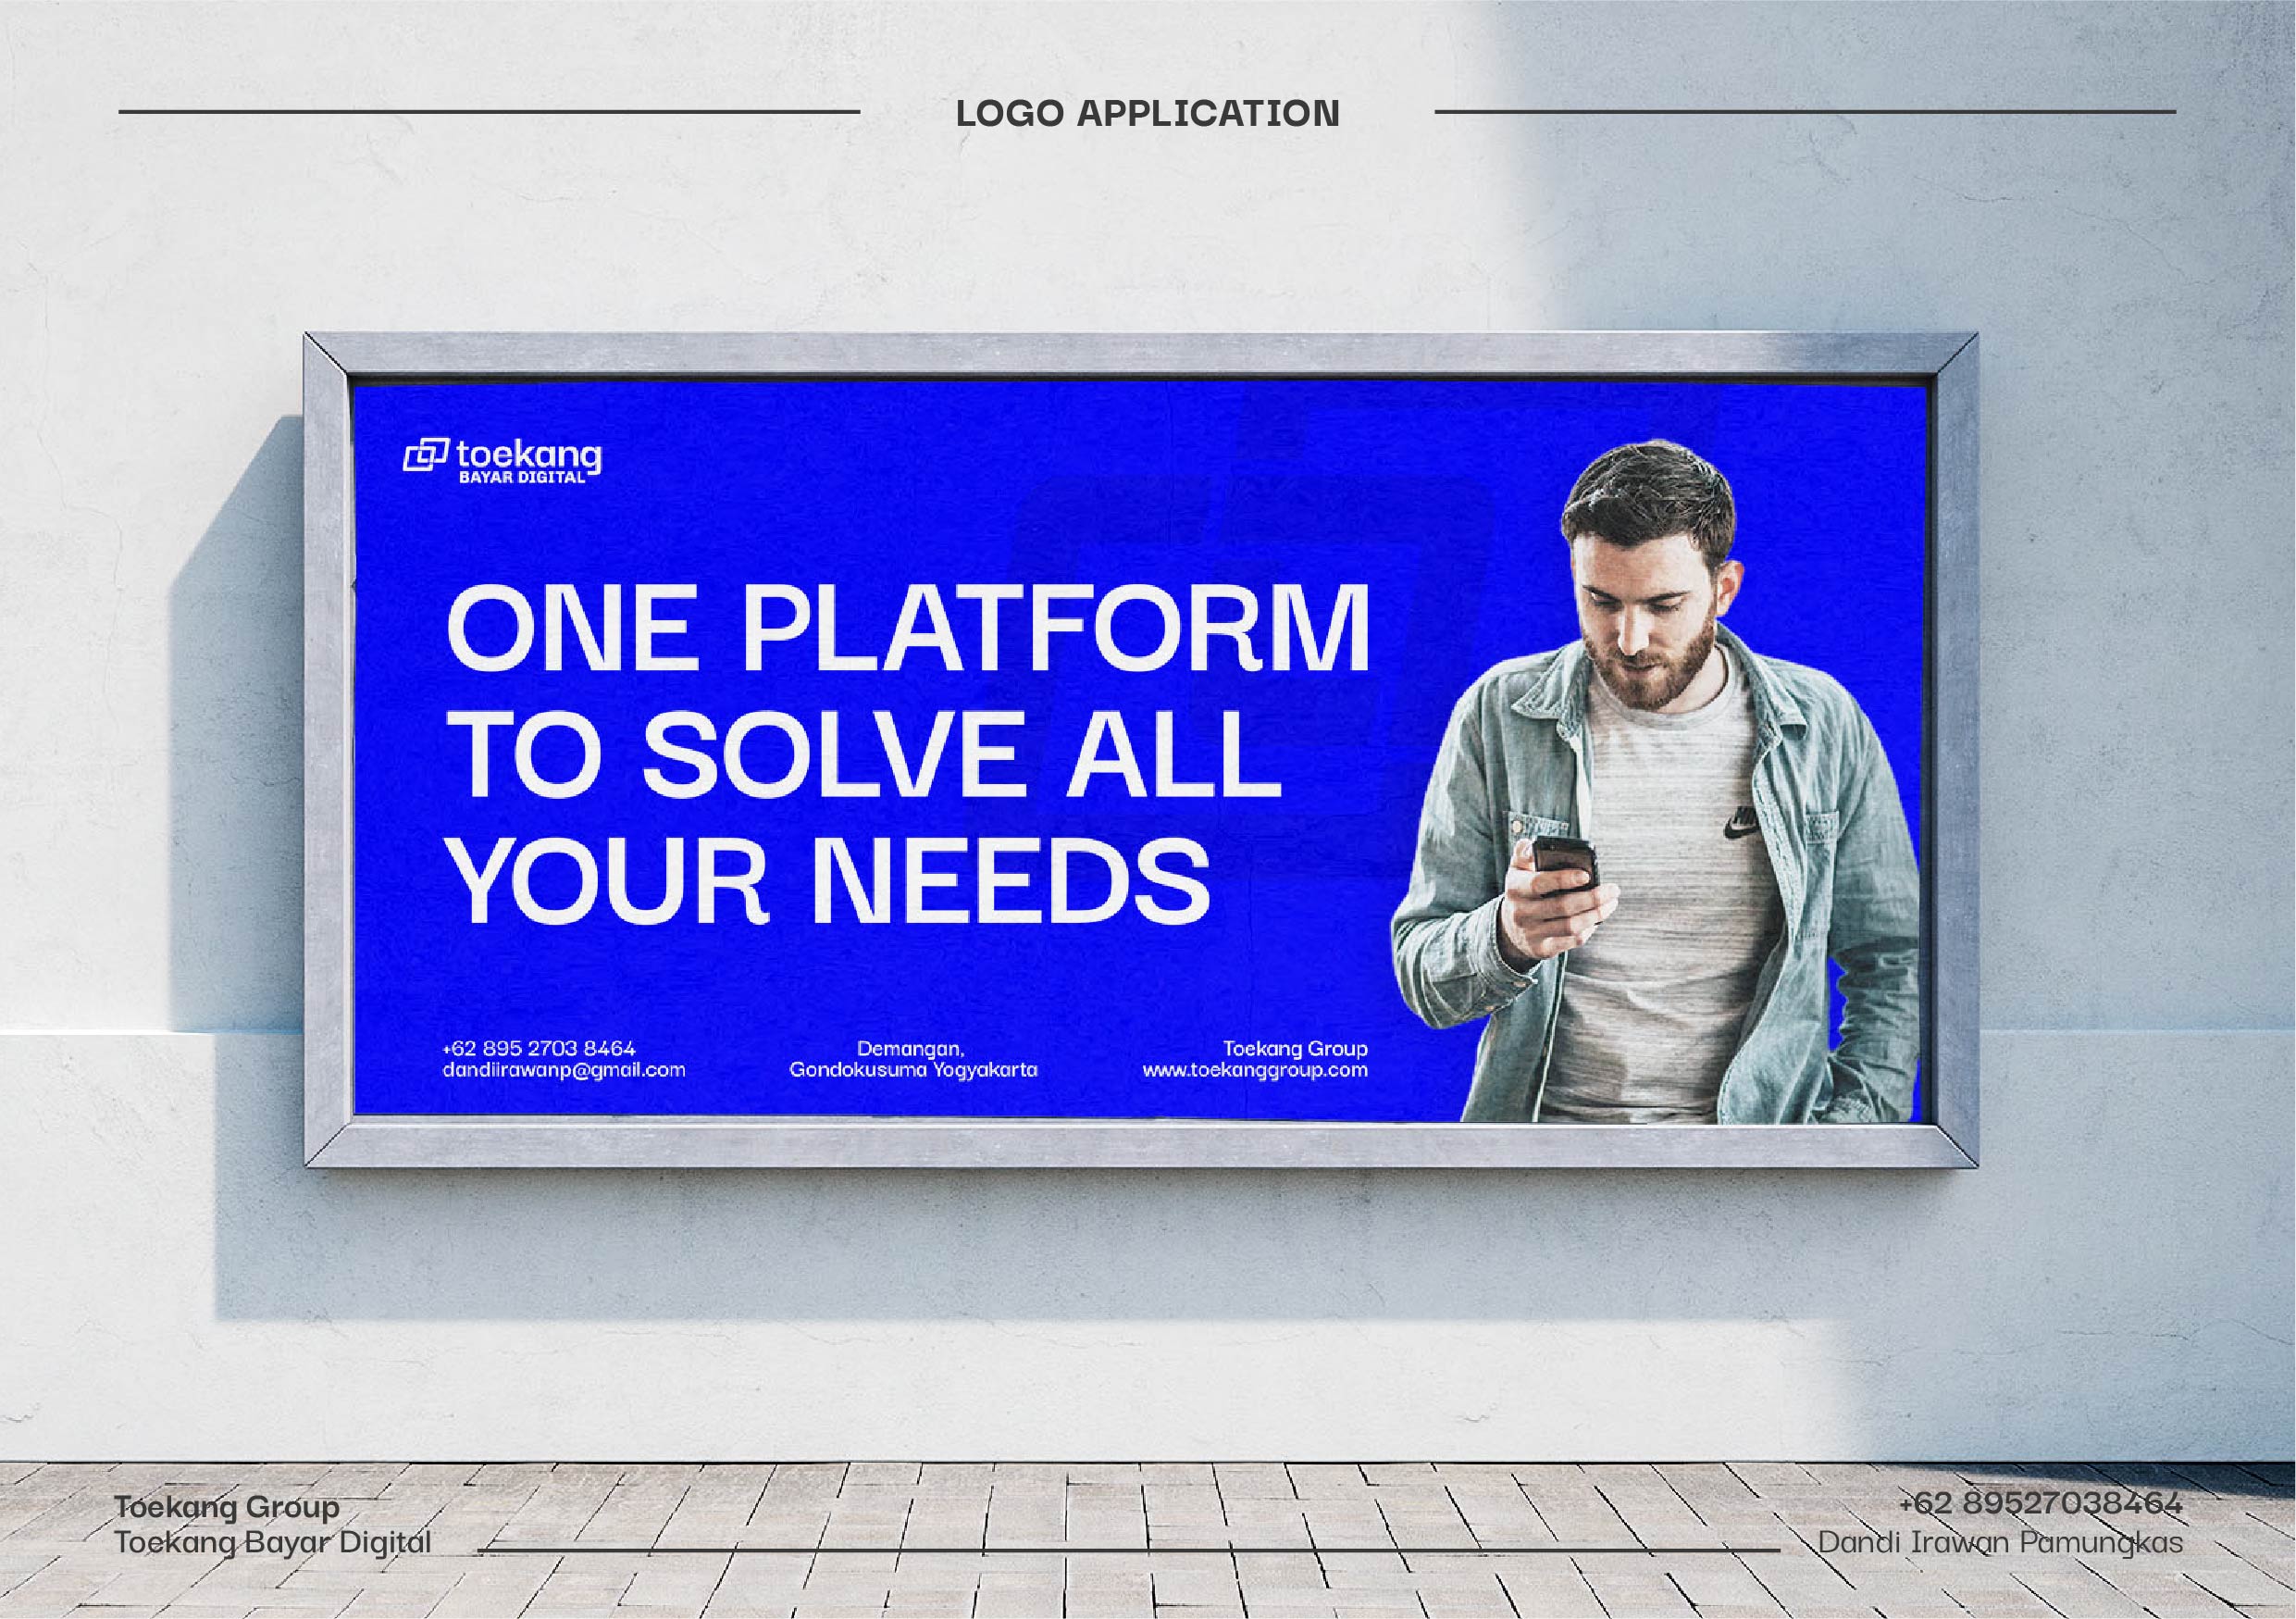 LOGO APPLICATION
toekang
BAYAR DIGITAL
ONE PLATFORM
TO SOLVE ALL
YOUR NEEDS
+62 895 2703 8464
dandiirawanp@gmail.com
Demangan,
Gondokusuma Yogyakarta
Toekang Group
www.toekanggroup.com
Toekang Group
Toekang Bayar Digital
+62 89527038464
Dandi Irawan Pamungkas